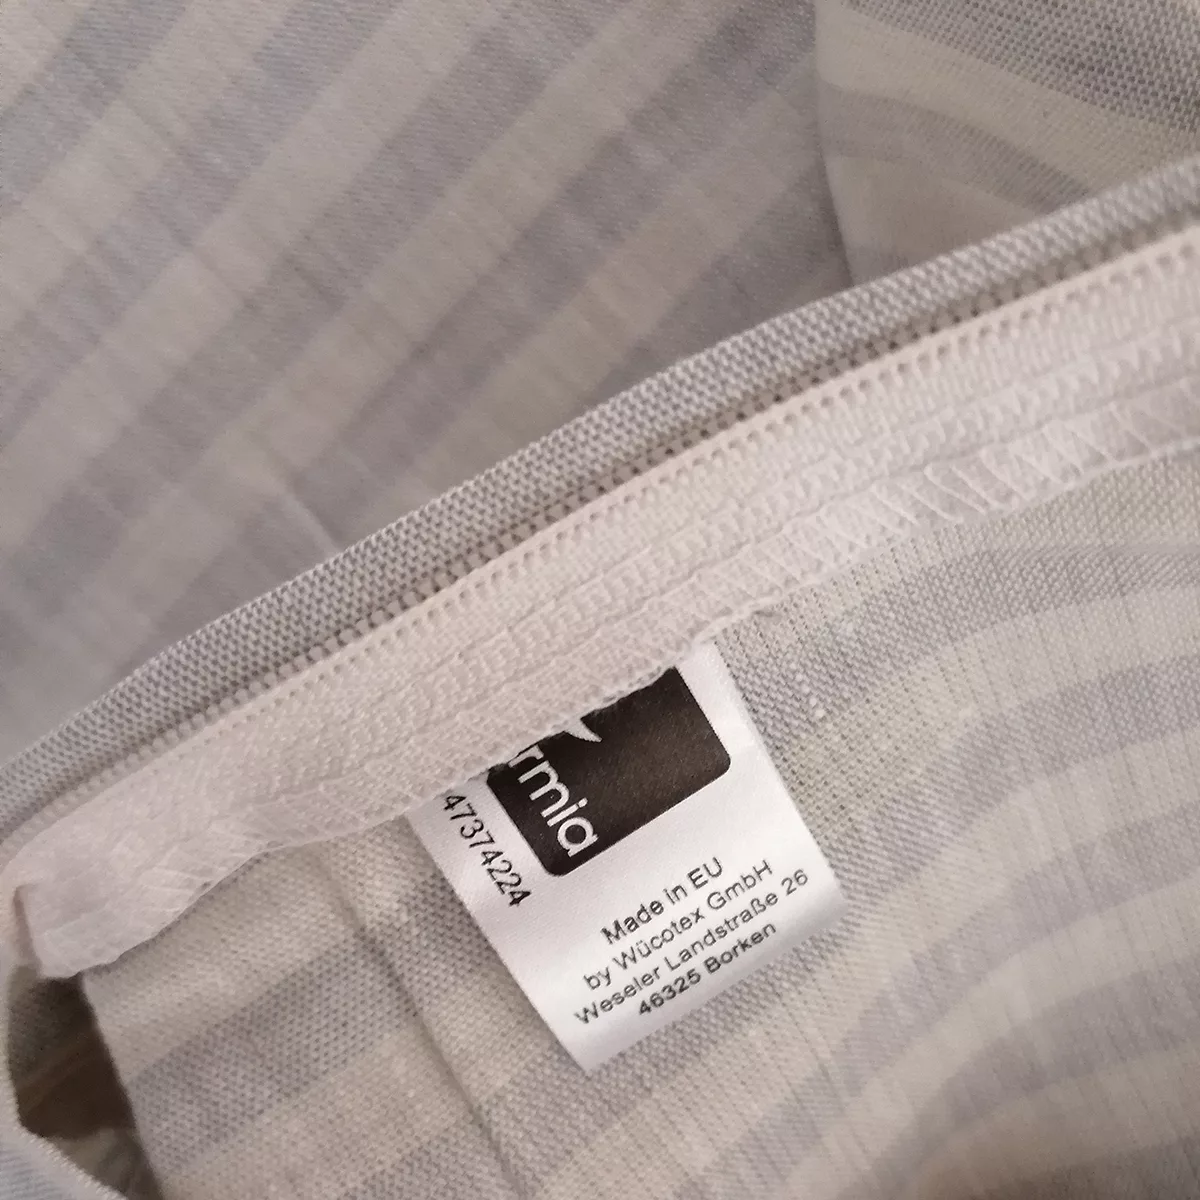 rmia
47374224
Made in EU
by Wücotex GmbH
Weseler Landstraße 26
46325 Borken